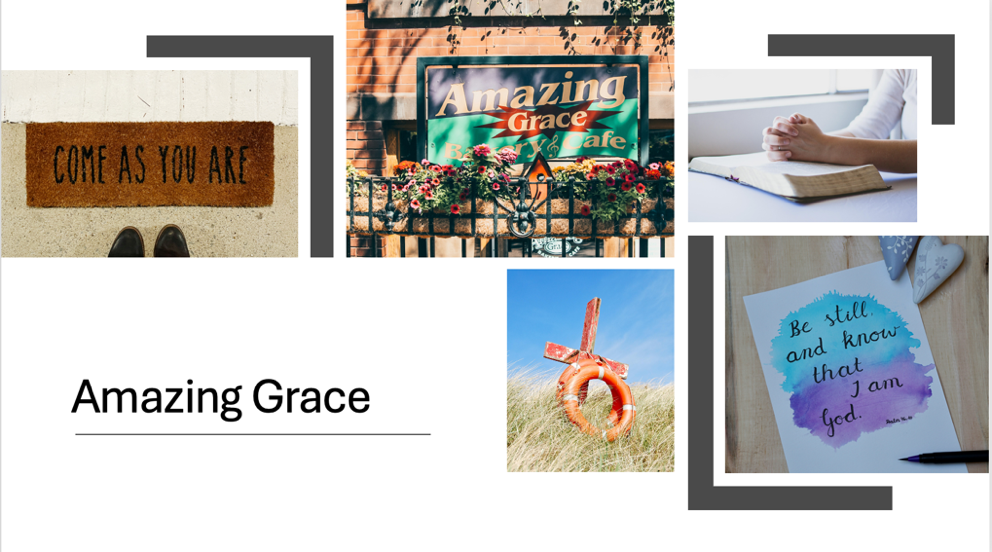 COME AS YOU ARE
Amazing
Grace
Bakery & Cafe
Amazing Grace
Be still,
and know
that
I am
God.